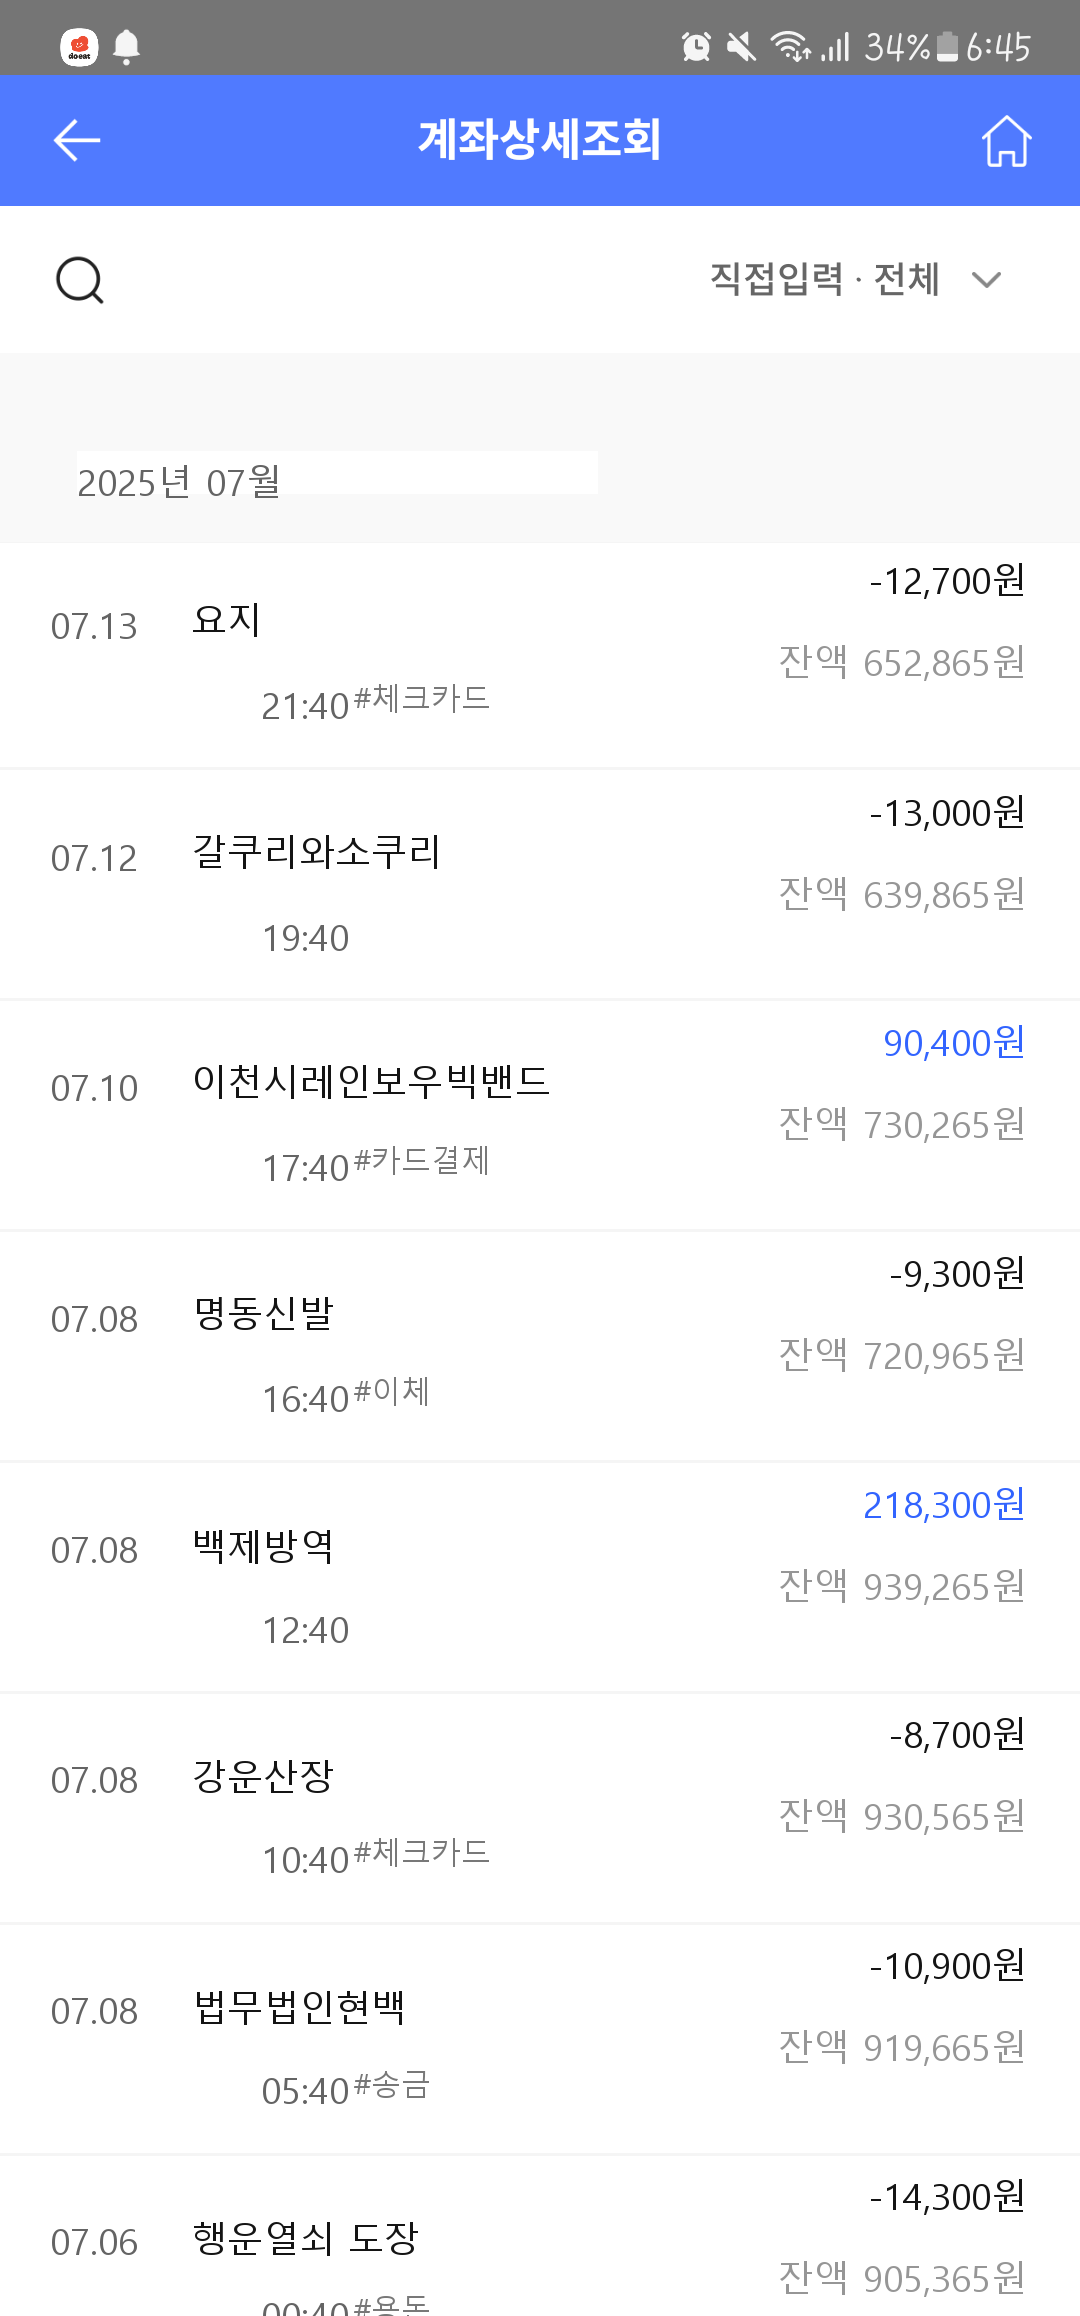 doeat
34% 6:45
계좌상세조회
직접입력 · 전체
2025년 07월
-12,700원
07.13 요지
잔액 652,865원
21:40 #체크카드
-13,000원
07.12 갈쿠리와소쿠리
잔액 639,865원
19:40
90,400원
07.10 이천시레인보우빅밴드
잔액 730,265원
17:40 #카드결제
-9,300원
07.08 명동신발
잔액 720,965원
16:40 #이체
218,300원
07.08 백제방역
잔액 939,265원
12:40
-8,700원
07.08 강운산장
잔액 930,565원
10:40 #체크카드
-10,900원
07.08 법무법인현백
잔액 919,665원
05:40 #송금
-14,300원
07.06 행운열쇠 도장
잔액 905,365원
00:40 #용돈